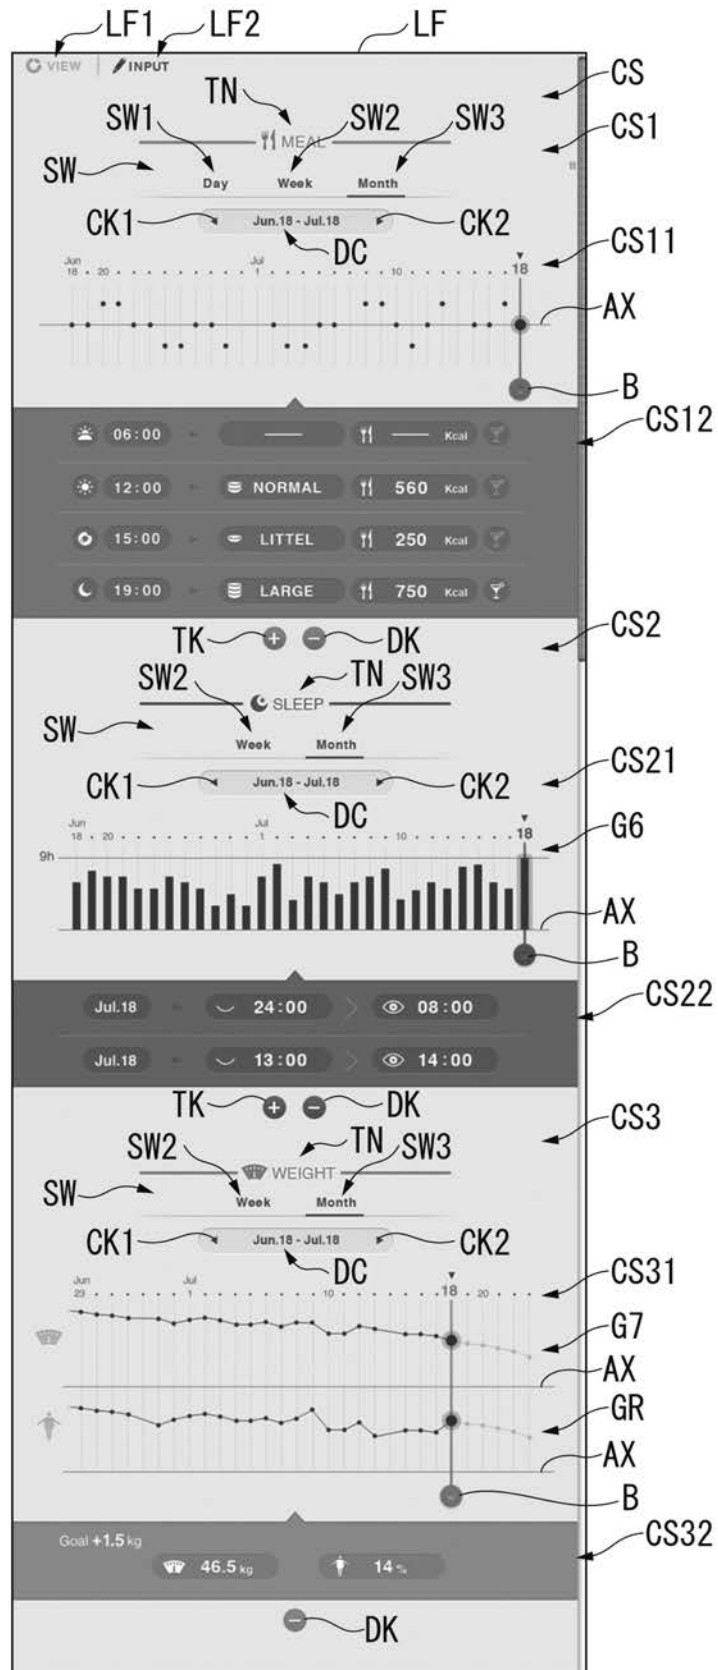 LF1 LF2 LF
VIEW INPUT
CS
TN
CS1
SW1 SW2 SW3
MEAL
SW
Day Week Month
CK1 Jun.18 - Jul.18 CK2
DC
CS11
Jun Jul
18 20 1 10 18
AX
B
CS12
06:00 Kcal
12:00 NORMAL 560 Kcal
15:00 LITTEL 250 Kcal
19:00 LARGE 750 Kcal
CS2
TK + − DK
TN
SW2 SW3
SLEEP
SW
Week Month
CS21
CK1 Jun.18 - Jul.18 CK2
DC
Jun Jul
18 20 1 10 18
G6
9h
AX
B
CS22
Jul.18 24:00 08:00
Jul.18 13:00 14:00
TK + − DK
CS3
TN
SW2 SW3
WEIGHT
SW
Week Month
CK1 Jun.18 - Jul.18 CK2
DC
CS31
Jun Jul
23 1 10 18 20
G7
AX
GR
AX
B
CS32
Goal +1.5 kg
46.5 kg 14 %
− DK